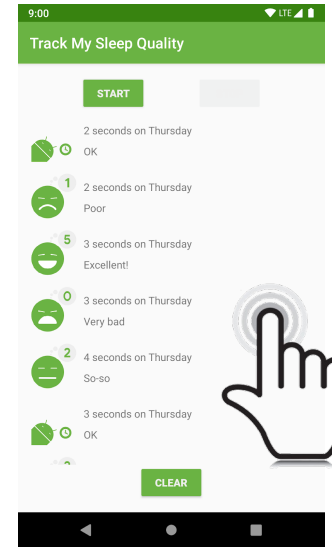 9:00 LTE
Track My Sleep Quality
START
2 seconds on Thursday
OK
1
2 seconds on Thursday
Poor
5
3 seconds on Thursday
Excellent!
0
3 seconds on Thursday
Very bad
2
4 seconds on Thursday
So-so
3 seconds on Thursday
OK
CLEAR